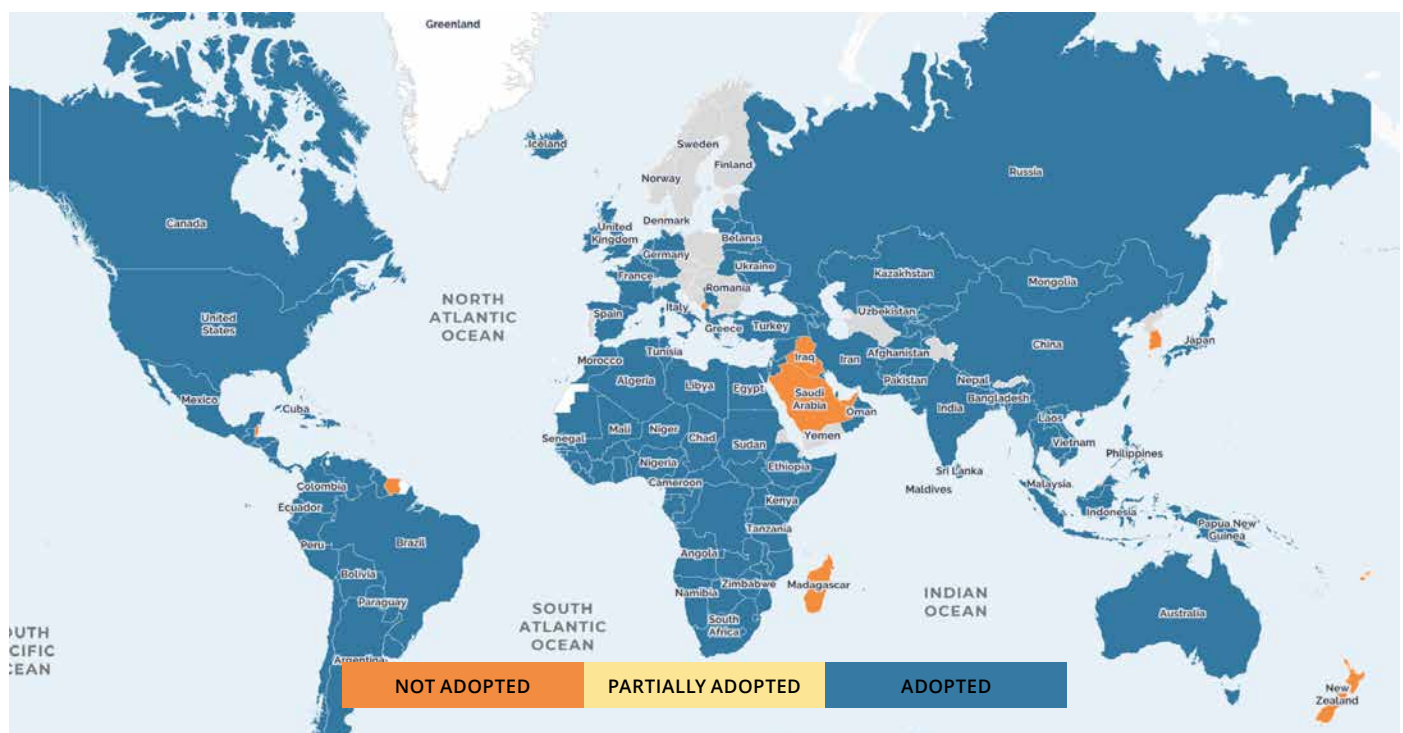 Greenland
Iceland
Sweden
Finland
Norway
Russia
Canada
Denmark
United
Kingdom
Belarus
Germany
Ukraine
Kazakhstan
France
Mongolia
Romania
NORTH
ATLANTIC
OCEAN
United
States
Italy
Spain
Uzbekistan
Greece
Turkey
Japan
China
Tunisia
Morocco
Iraq
Iran
Afghanistan
Algeria
Libya
Egypt
Pakistan
Nepal
Mexico
Saudi
Arabia
Bangladesh
Cuba
Oman
India
Laos
Mali
Niger
Chad
Senegal
Yemen
Sudan
Vietnam
Philippines
Nigeria
Ethiopia
Sri Lanka
Cameroon
Colombia
Maldives
Malaysia
Kenya
Ecuador
Indonesia
Papua New
Guinea
Tanzania
Peru
Brazil
Angola
Bolivia
Zimbabwe
Madagascar
Namibia
INDIAN
OCEAN
Paraguay
SOUTH
ATLANTIC
OCEAN
South
Africa
Australia
OUTH
CIFIC
CEAN
Argentina
NOT ADOPTED
PARTIALLY ADOPTED
ADOPTED
New
Zealand